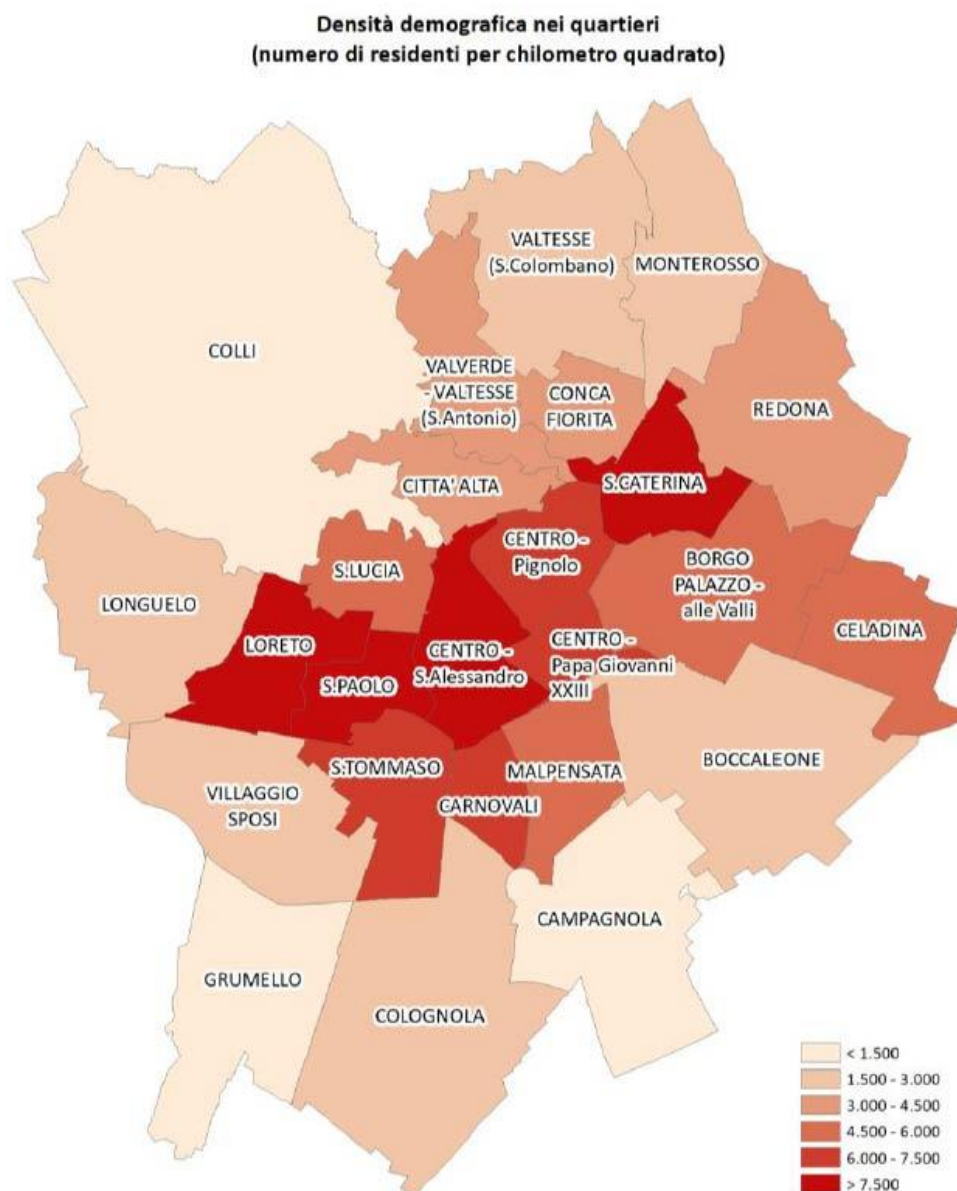 Densità demografica nei quartieri
(numero di residenti per chilometro quadrato)
VALTESSE
(S.Colombano)
MONTEROSSO
COLLI
VALVERDE
- VALTESSE
(S.Antonio)
CONCA
FIORITA
REDONA
CITTA' ALTA
S.CATERINA
CENTRO -
Pignolo
S.LUCIA
BORGO
PALAZZO -
alle Valli
LONGUELO
CELADINA
LORETO
CENTRO -
S.Alessandro
CENTRO -
Papa Giovanni
XXIII
S.PAOLO
BOCCALEONE
S.TOMMASO
MALPENSATA
VILLAGGIO
SPOSI
CARNOVALI
CAMPAGNOLA
GRUMELLO
COLOGNOLA
< 1.500
1.500 - 3.000
3.000 - 4.500
4.500 - 6.000
6.000 - 7.500
> 7.500